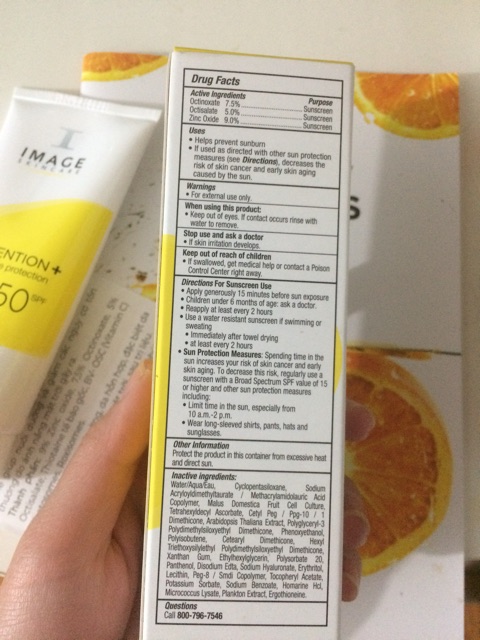 Drug Facts
Active Ingredients Purpose
Octinoxate 7.5% Sunscreen
Octisalate 5.0% Sunscreen
Zinc Oxide 9.0% Sunscreen
Uses
• Helps prevent sunburn
• If used as directed with other sun protection
measures (see Directions), decreases the
risk of skin cancer and early skin aging
caused by the sun.
Warnings
• For external use only
When using this product:
• Keep out of eyes. If contact occurs rinse with
water to remove.
Stop use and ask a doctor
• If skin irritation develops.
Keep out of reach of children
• If swallowed, get medical help or contact a Poison
Control Center right away.
Directions For Sunscreen Use
• Apply generously 15 minutes before sun exposure
• Children under 6 months of age: ask a doctor.
• Reapply at least every 2 hours
• Use a water resistant sunscreen if swimming or
sweating
• Immediately after towel drying
• at least every 2 hours
• Sun Protection Measures: Spending time in the
sun increases your risk of skin cancer and early
skin aging. To decrease this risk, regularly use a
sunscreen with a Broad Spectrum SPF value of 15
or higher and other sun protection measures
including:
• Limit time in the sun, especially from
10 a.m.-2 p.m.
• Wear long-sleeved shirts, pants, hats and
sunglasses.
Other Information
Protect the product in this container from excessive heat
and direct sun.
Inactive ingredients:
Water/Aqua/Eau, Cyclopentasiloxane, Sodium
Acryloyldimethyltaurate / Methacrylamidolauric Acid
Copolymer, Malus Domestica Fruit Cell Culture,
Tetrahexyldecyl Ascorbate, Cetyl Peg / Ppg-10 / 1
Dimethicone, Arabidopsis Thaliana Extract, Polyglyceryl-3
Polydimethylsiloxyethyl Dimethicone, Phenoxyethanol,
Polyisobutene, Cetearyl Dimethicone, Hexyl
Triethoxysilylethyl Polydimethylsiloxyethyl Dimethicone,
Xanthan Gum, Ethylhexylglycerin, Polysorbate 20,
Panthenol, Disodium Edta, Sodium Hyaluronate, Erythritol,
Lecithin, Peg-8 / Smdi Copolymer, Tocopheryl Acetate,
Potassium Sorbate, Sodium Benzoate, Homarine Hcl,
Micrococcus Lysate, Plankton Extract, Ergothioneine.
Questions
Call 800-796-7546
I
IMAGE
SKINCARE
ENTION+
protection
50 SPF
S